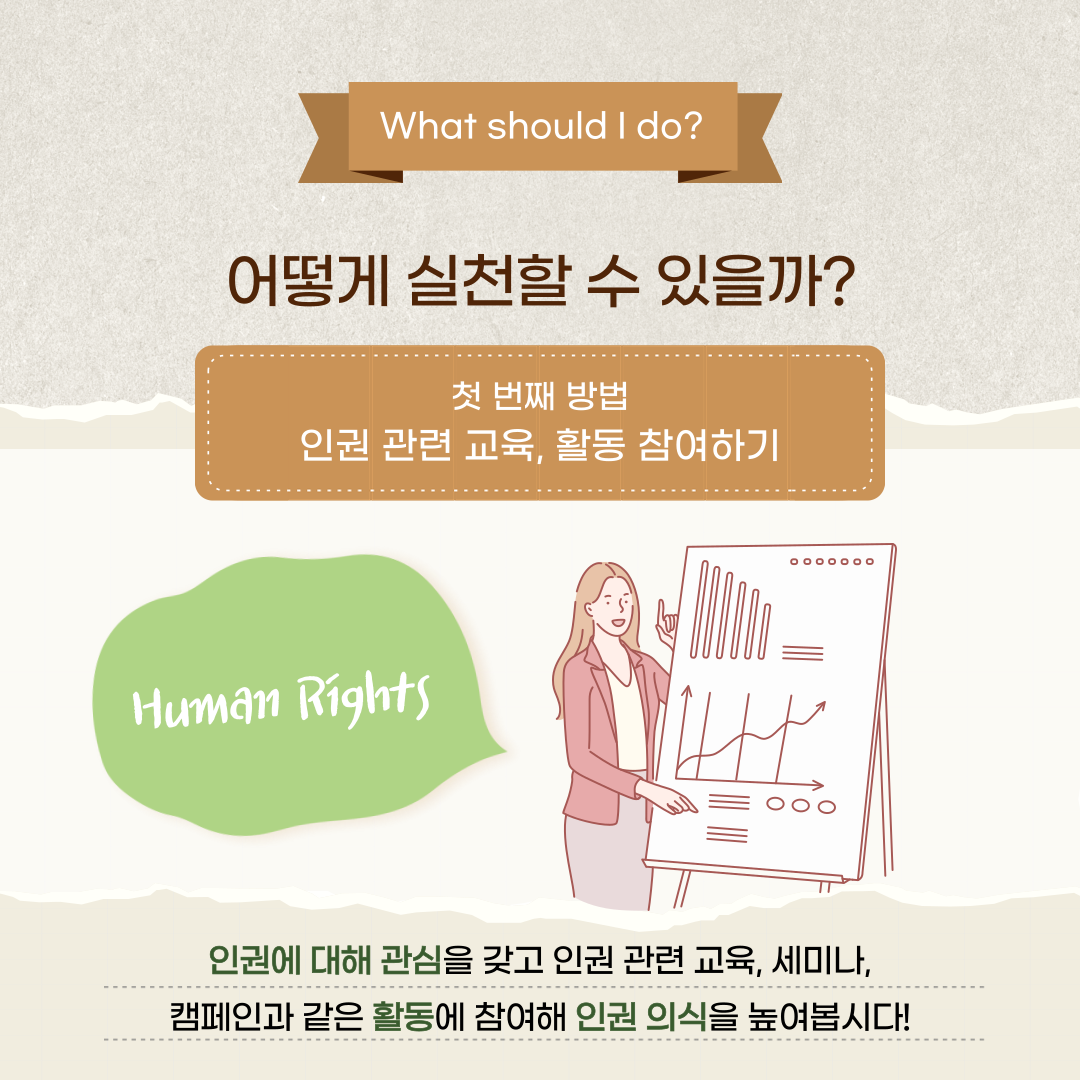 What should I do?
어떻게 실천할 수 있을까?
첫 번째 방법
인권 관련 교육, 활동 참여하기
Human Rights
인권에 대해 관심을 갖고 인권 관련 교육, 세미나,
캠페인과 같은 활동에 참여해 인권 의식을 높여봅시다!